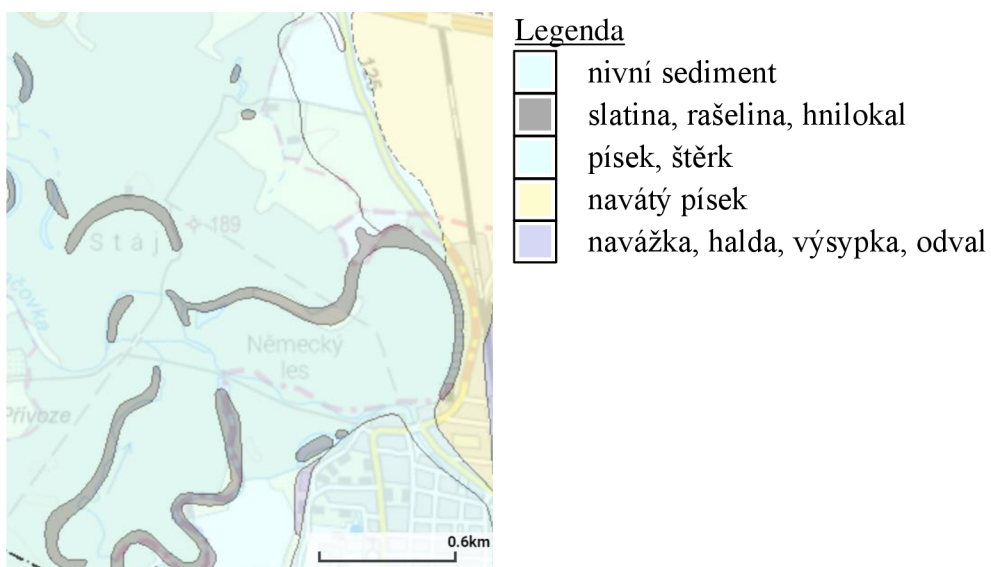 Legenda
nivní sediment
slatina, rašelina, hnilokal
písek, štěrk
navátý písek
navážka, halda, výsypka, odval
125
189
Stáj
Německý
les
Přívoze
0.6km